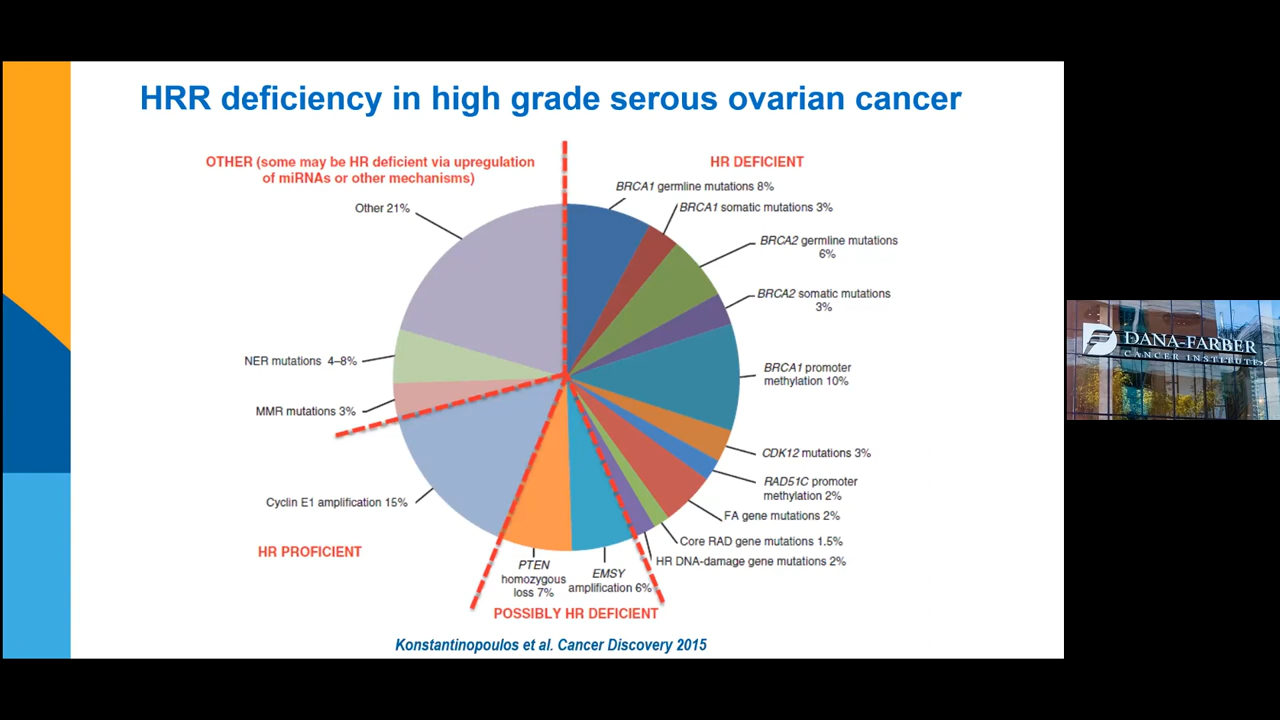 HRR deficiency in high grade serous ovarian cancer
OTHER (some may be HR deficient via upregulation
of miRNAs or other mechanisms)
HR DEFICIENT
BRCA1 germline mutations 8%
BRCA1 somatic mutations 3%
Other 21%
BRCA2 germline mutations
6%
BRCA2 somatic mutations
3%
NER mutations 4–8%
BRCA1 promoter
methylation 10%
MMR mutations 3%
CDK12 mutations 3%
RAD51C promoter
methylation 2%
Cyclin E1 amplification 15%
FA gene mutations 2%
Core RAD gene mutations 1.5%
HR PROFICIENT
HR DNA-damage gene mutations 2%
PTEN
homozygous
loss 7%
EMSY
amplification 6%
POSSIBLY HR DEFICIENT
Konstantinopoulos et al. Cancer Discovery 2015
DANA-FARBER
CANCER INSTITUTE